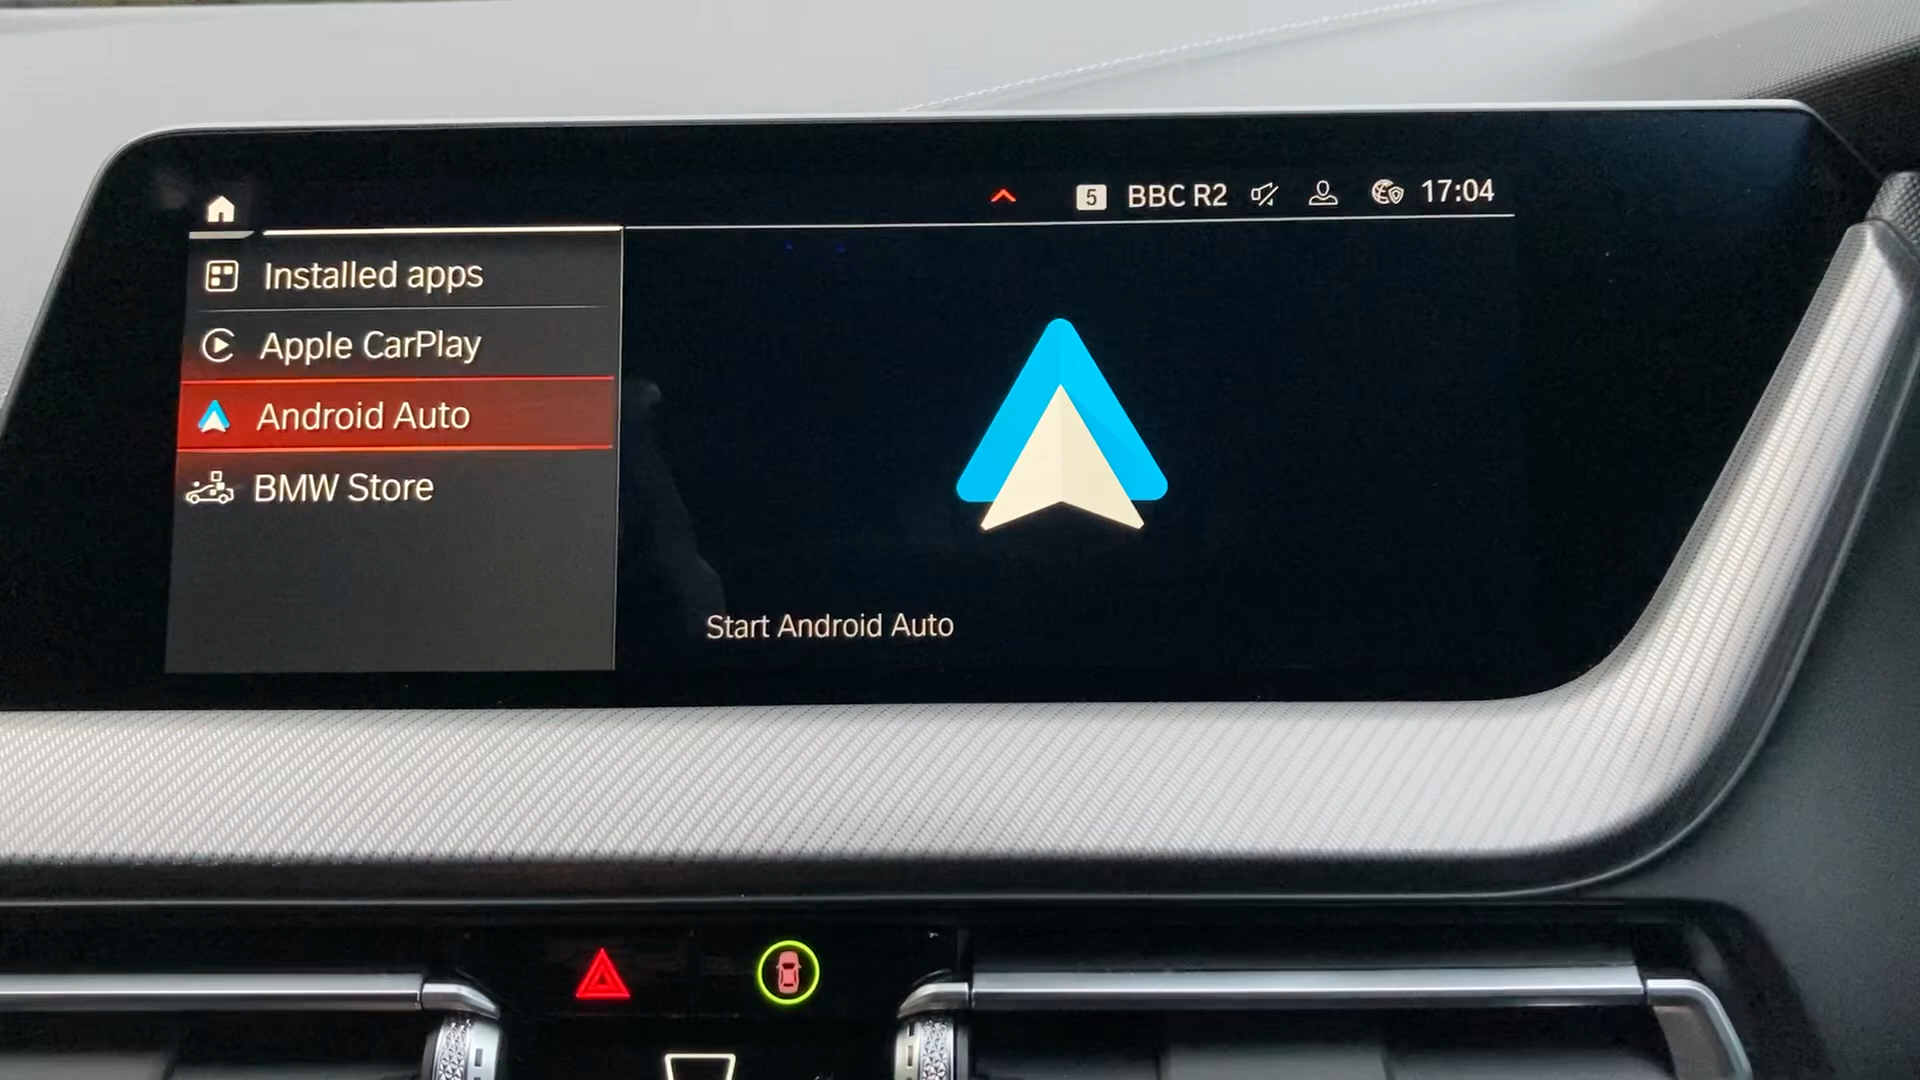 5 BBC R2 17:04
Installed apps
Apple CarPlay
Android Auto
BMW Store
Start Android Auto